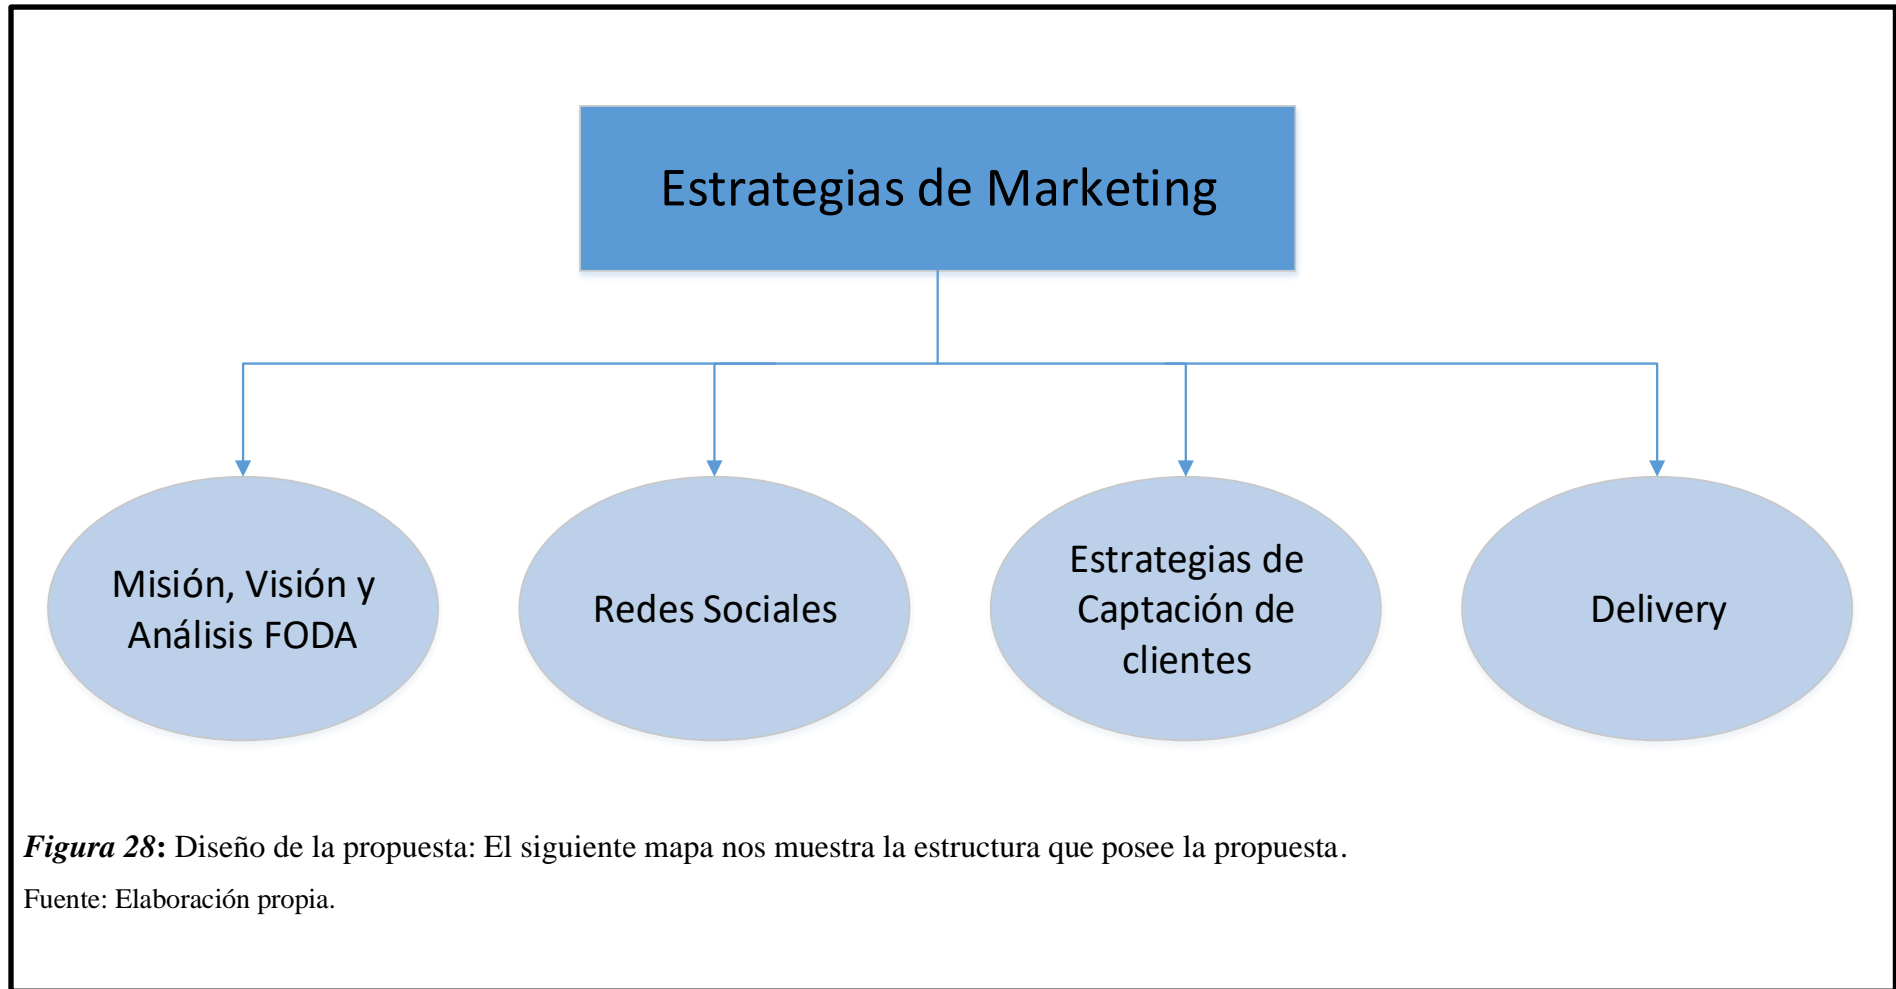 Estrategias de Marketing
Misión, Visión y
Análisis FODA
Redes Sociales
Estrategias de
Captación de
clientes
Delivery
Figura 28: Diseño de la propuesta: El siguiente mapa nos muestra la estructura que posee la propuesta.
Fuente: Elaboración propia.